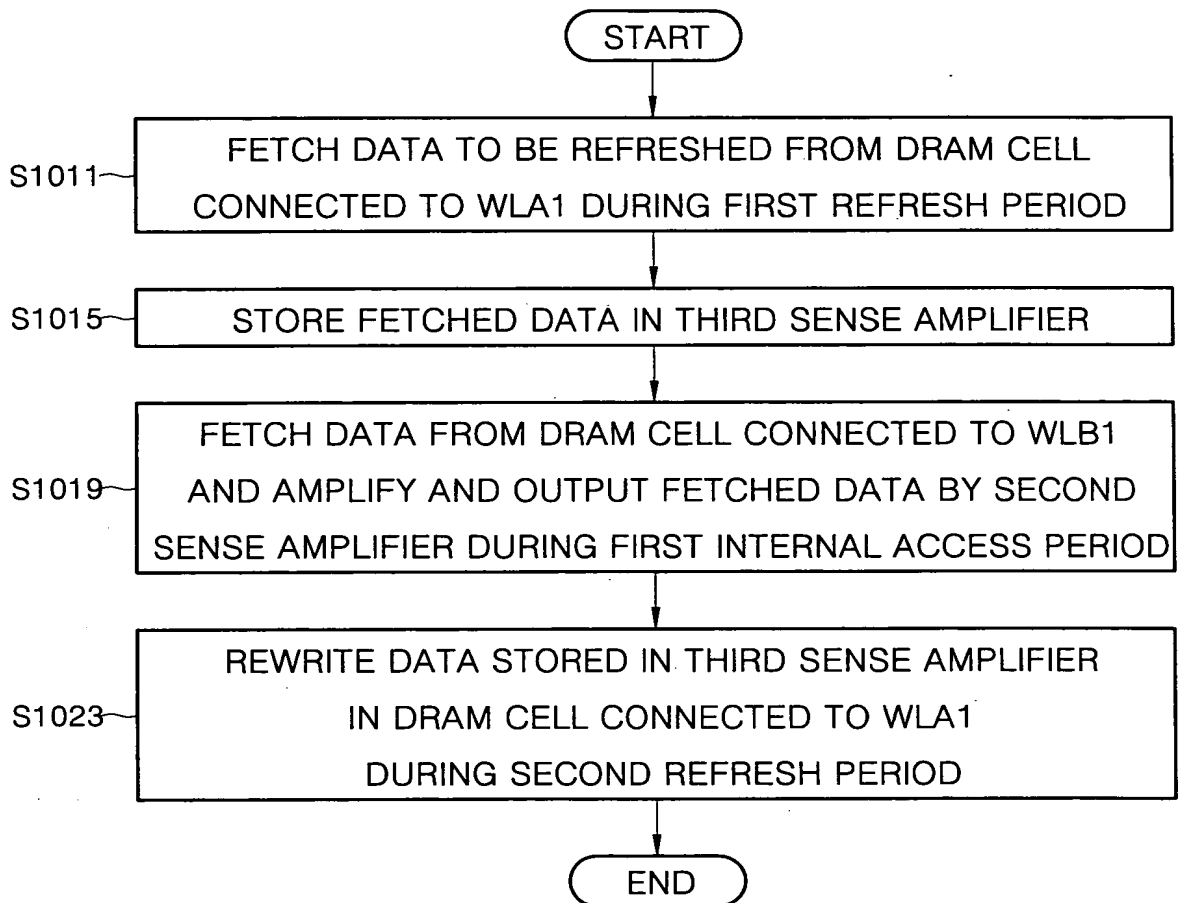 START
S1011
FETCH DATA TO BE REFRESHED FROM DRAM CELL
CONNECTED TO WLA1 DURING FIRST REFRESH PERIOD
S1015
STORE FETCHED DATA IN THIRD SENSE AMPLIFIER
S1019
FETCH DATA FROM DRAM CELL CONNECTED TO WLB1
AND AMPLIFY AND OUTPUT FETCHED DATA BY SECOND
SENSE AMPLIFIER DURING FIRST INTERNAL ACCESS PERIOD
S1023
REWRITE DATA STORED IN THIRD SENSE AMPLIFIER
IN DRAM CELL CONNECTED TO WLA1
DURING SECOND REFRESH PERIOD
END